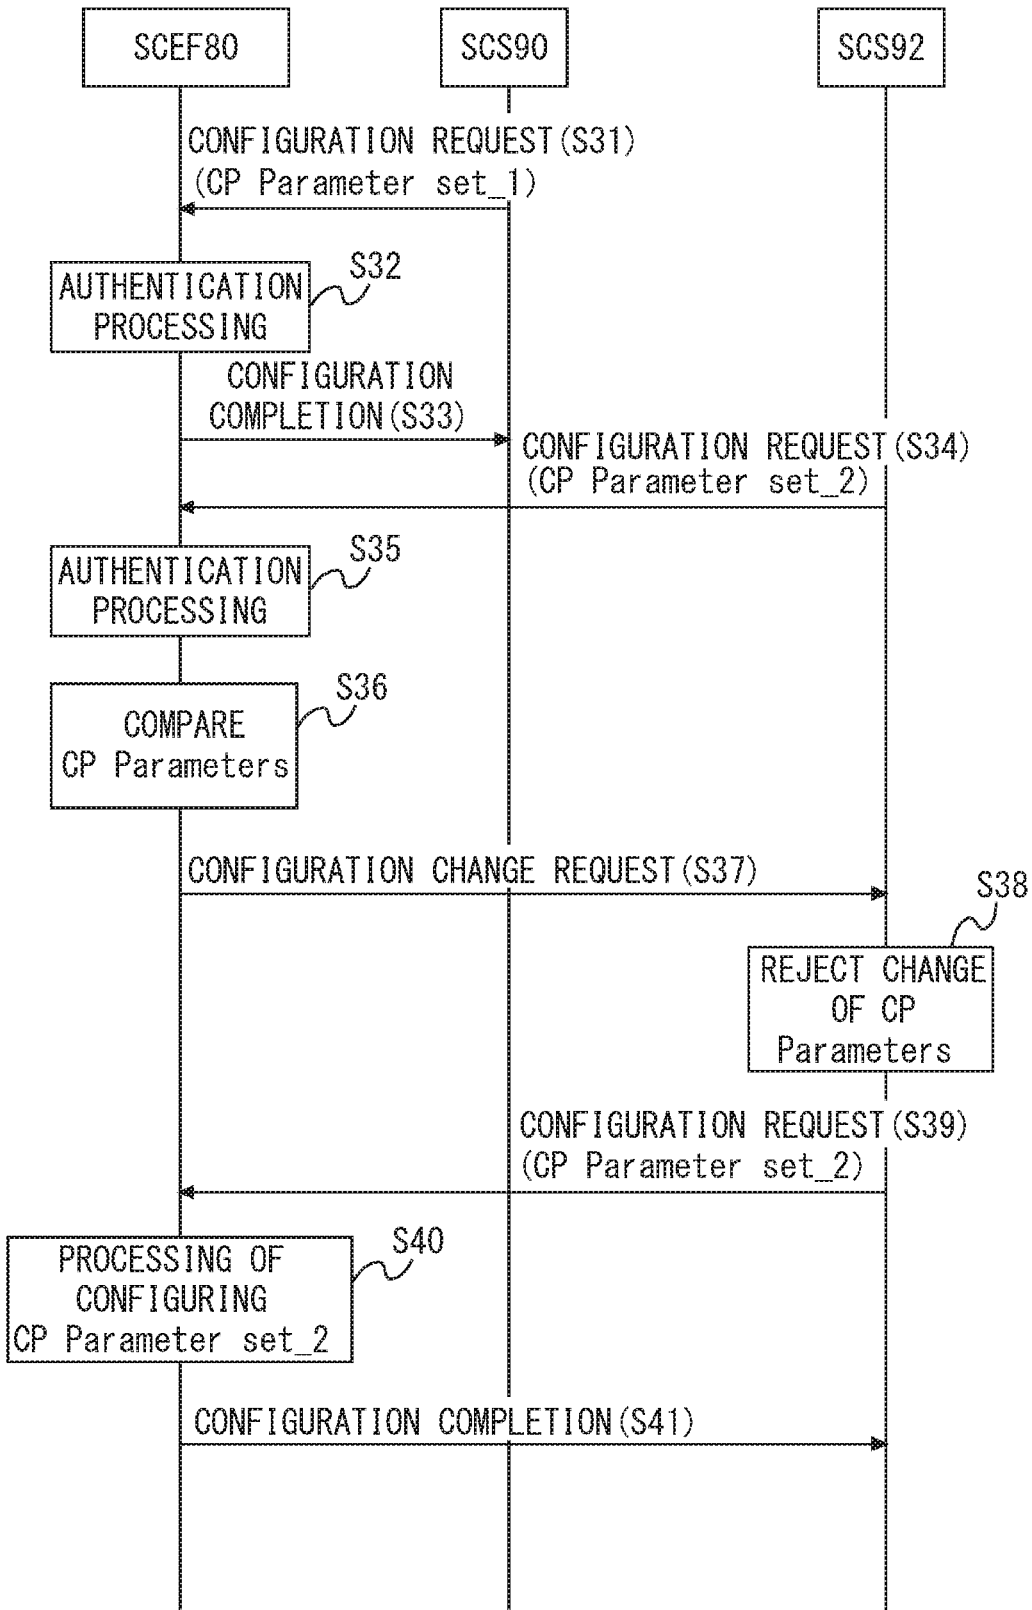 SCEF80
SCS90
SCS92
CONFIGURATION REQUEST(S31)
(CP Parameter set_1)
S32
AUTHENTICATION
PROCESSING
CONFIGURATION
COMPLETION(S33)
CONFIGURATION REQUEST(S34)
(CP Parameter set_2)
S35
AUTHENTICATION
PROCESSING
S36
COMPARE
CP Parameters
CONFIGURATION CHANGE REQUEST(S37)
S38
REJECT CHANGE
OF CP
Parameters
CONFIGURATION REQUEST(S39)
(CP Parameter set_2)
S40
PROCESSING OF
CONFIGURING
CP Parameter set_2
CONFIGURATION COMPLETION(S41)